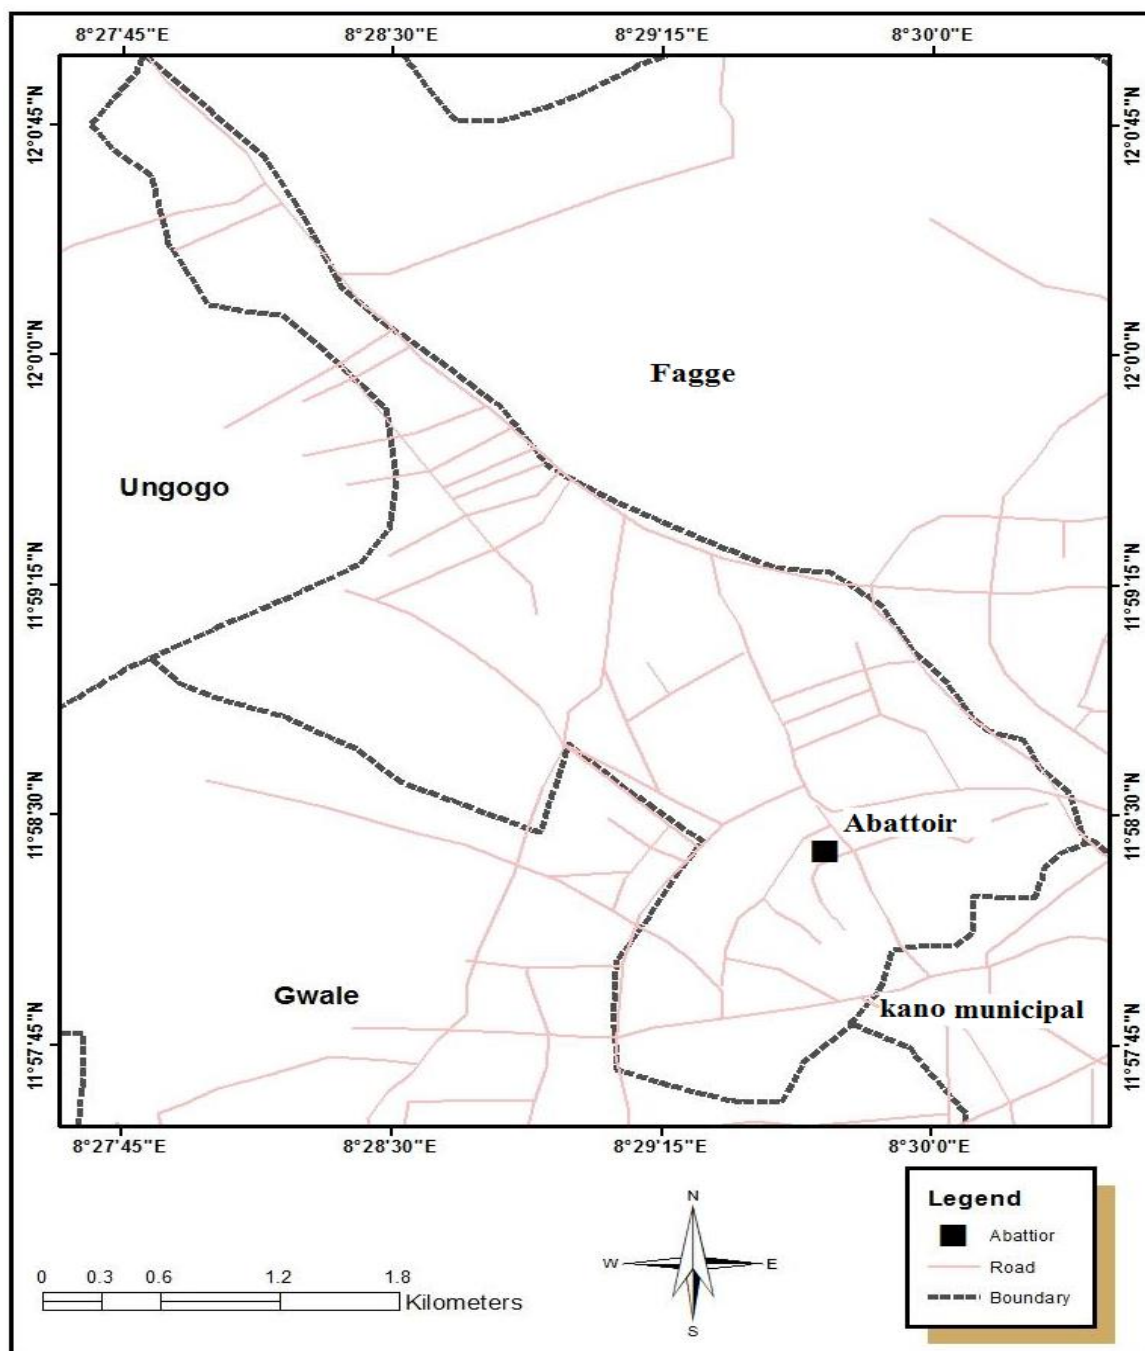 8°27'45"E 8°28'30"E 8°29'15"E 8°30'0"E
12°0'45"N 12°0'45"N
12°0'0"N 12°0'0"N
Fagge
Ungogo
11°59'15"N 11°59'15"N
11°58'30"N 11°58'30"N
Abattoir
Gwale
kano municipal
11°57'45"N 11°57'45"N
8°27'45"E 8°28'30"E 8°29'15"E 8°30'0"E
N
W E
S
0 0.3 0.6 1.2 1.8
Kilometers
Legend
Abattior
Road
Boundary